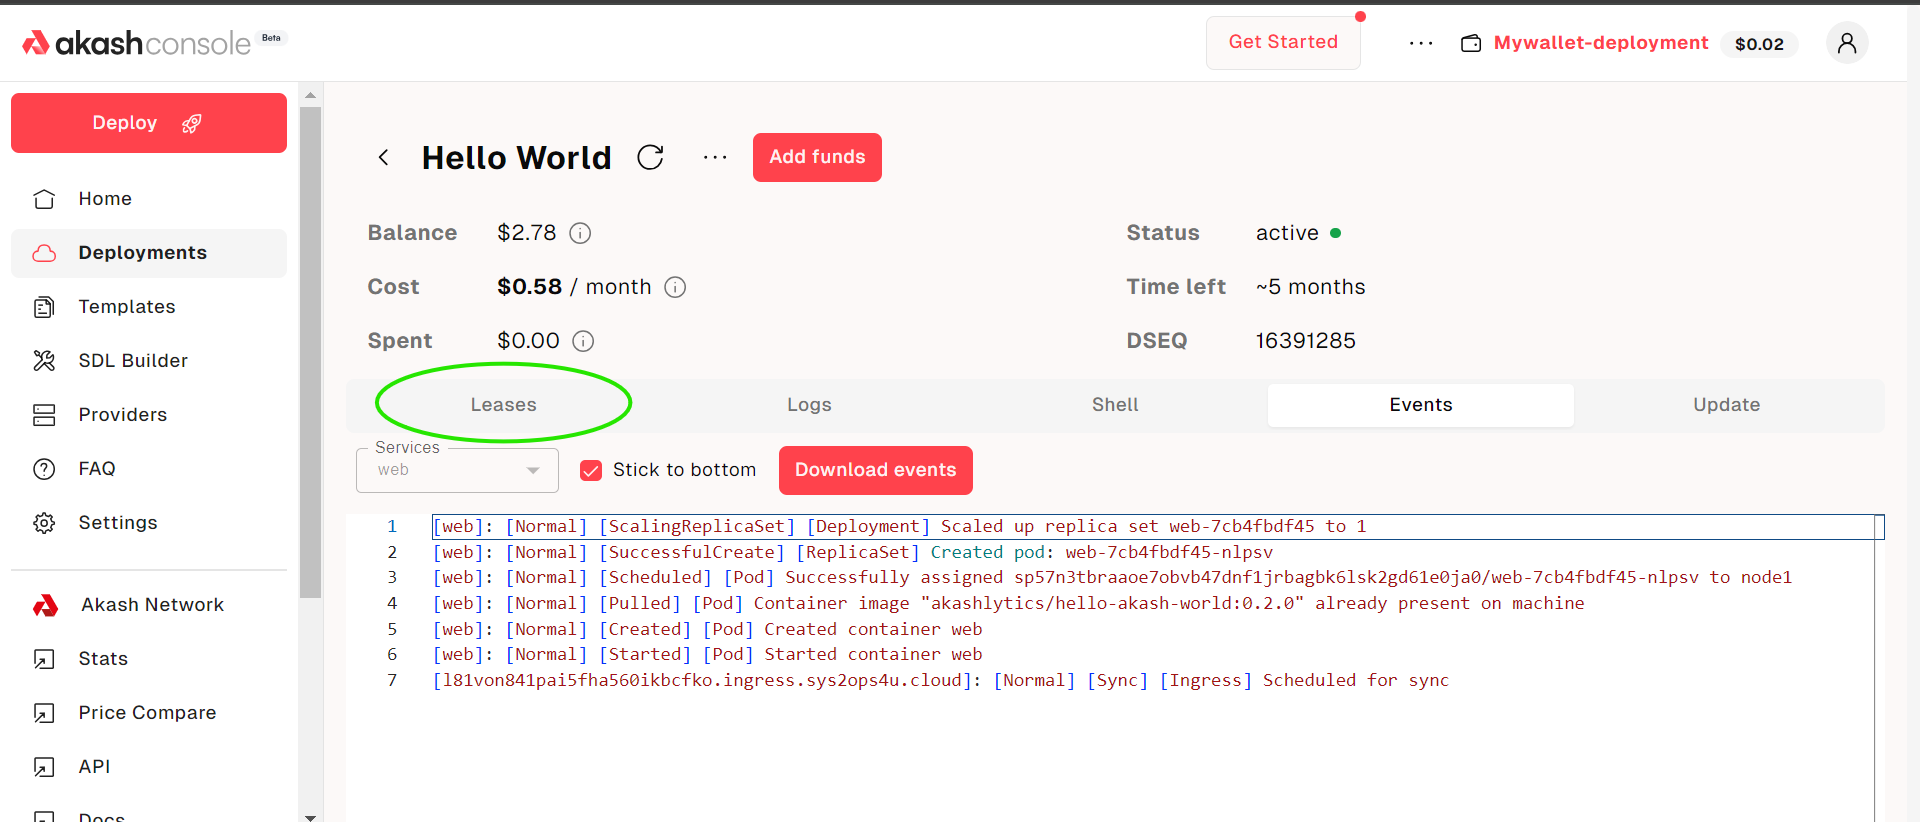 akashconsole Beta
Get Started
...
Mywallet-deployment $0.02
Deploy
Home
Deployments
Templates
SDL Builder
Providers
FAQ
Settings
Akash Network
Stats
Price Compare
API
Docs
Hello World ... Add funds
Balance $2.78
Status active
Cost $0.58 / month
Time left ~5 months
Spent $0.00
DSEQ 16391285
Leases Logs Shell Events Update
Services
web
Stick to bottom
Download events
1 [web]: [Normal] [ScalingReplicaSet] [Deployment] Scaled up replica set web-7cb4fbdf45 to 1
2 [web]: [Normal] [SuccessfulCreate] [ReplicaSet] Created pod: web-7cb4fbdf45-nlpsv
3 [web]: [Normal] [Scheduled] [Pod] Successfully assigned sp57n3tbraaoe7obvb47dnf1jrbagbk6lsk2gd61e0ja0/web-7cb4fbdf45-nlpsv to node1
4 [web]: [Normal] [Pulled] [Pod] Container image "akashlytics/hello-akash-world:0.2.0" already present on machine
5 [web]: [Normal] [Created] [Pod] Created container web
6 [web]: [Normal] [Started] [Pod] Started container web
7 [l81von841pai5fha560ikbcfko.ingress.sys2ops4u.cloud]: [Normal] [Sync] [Ingress] Scheduled for sync